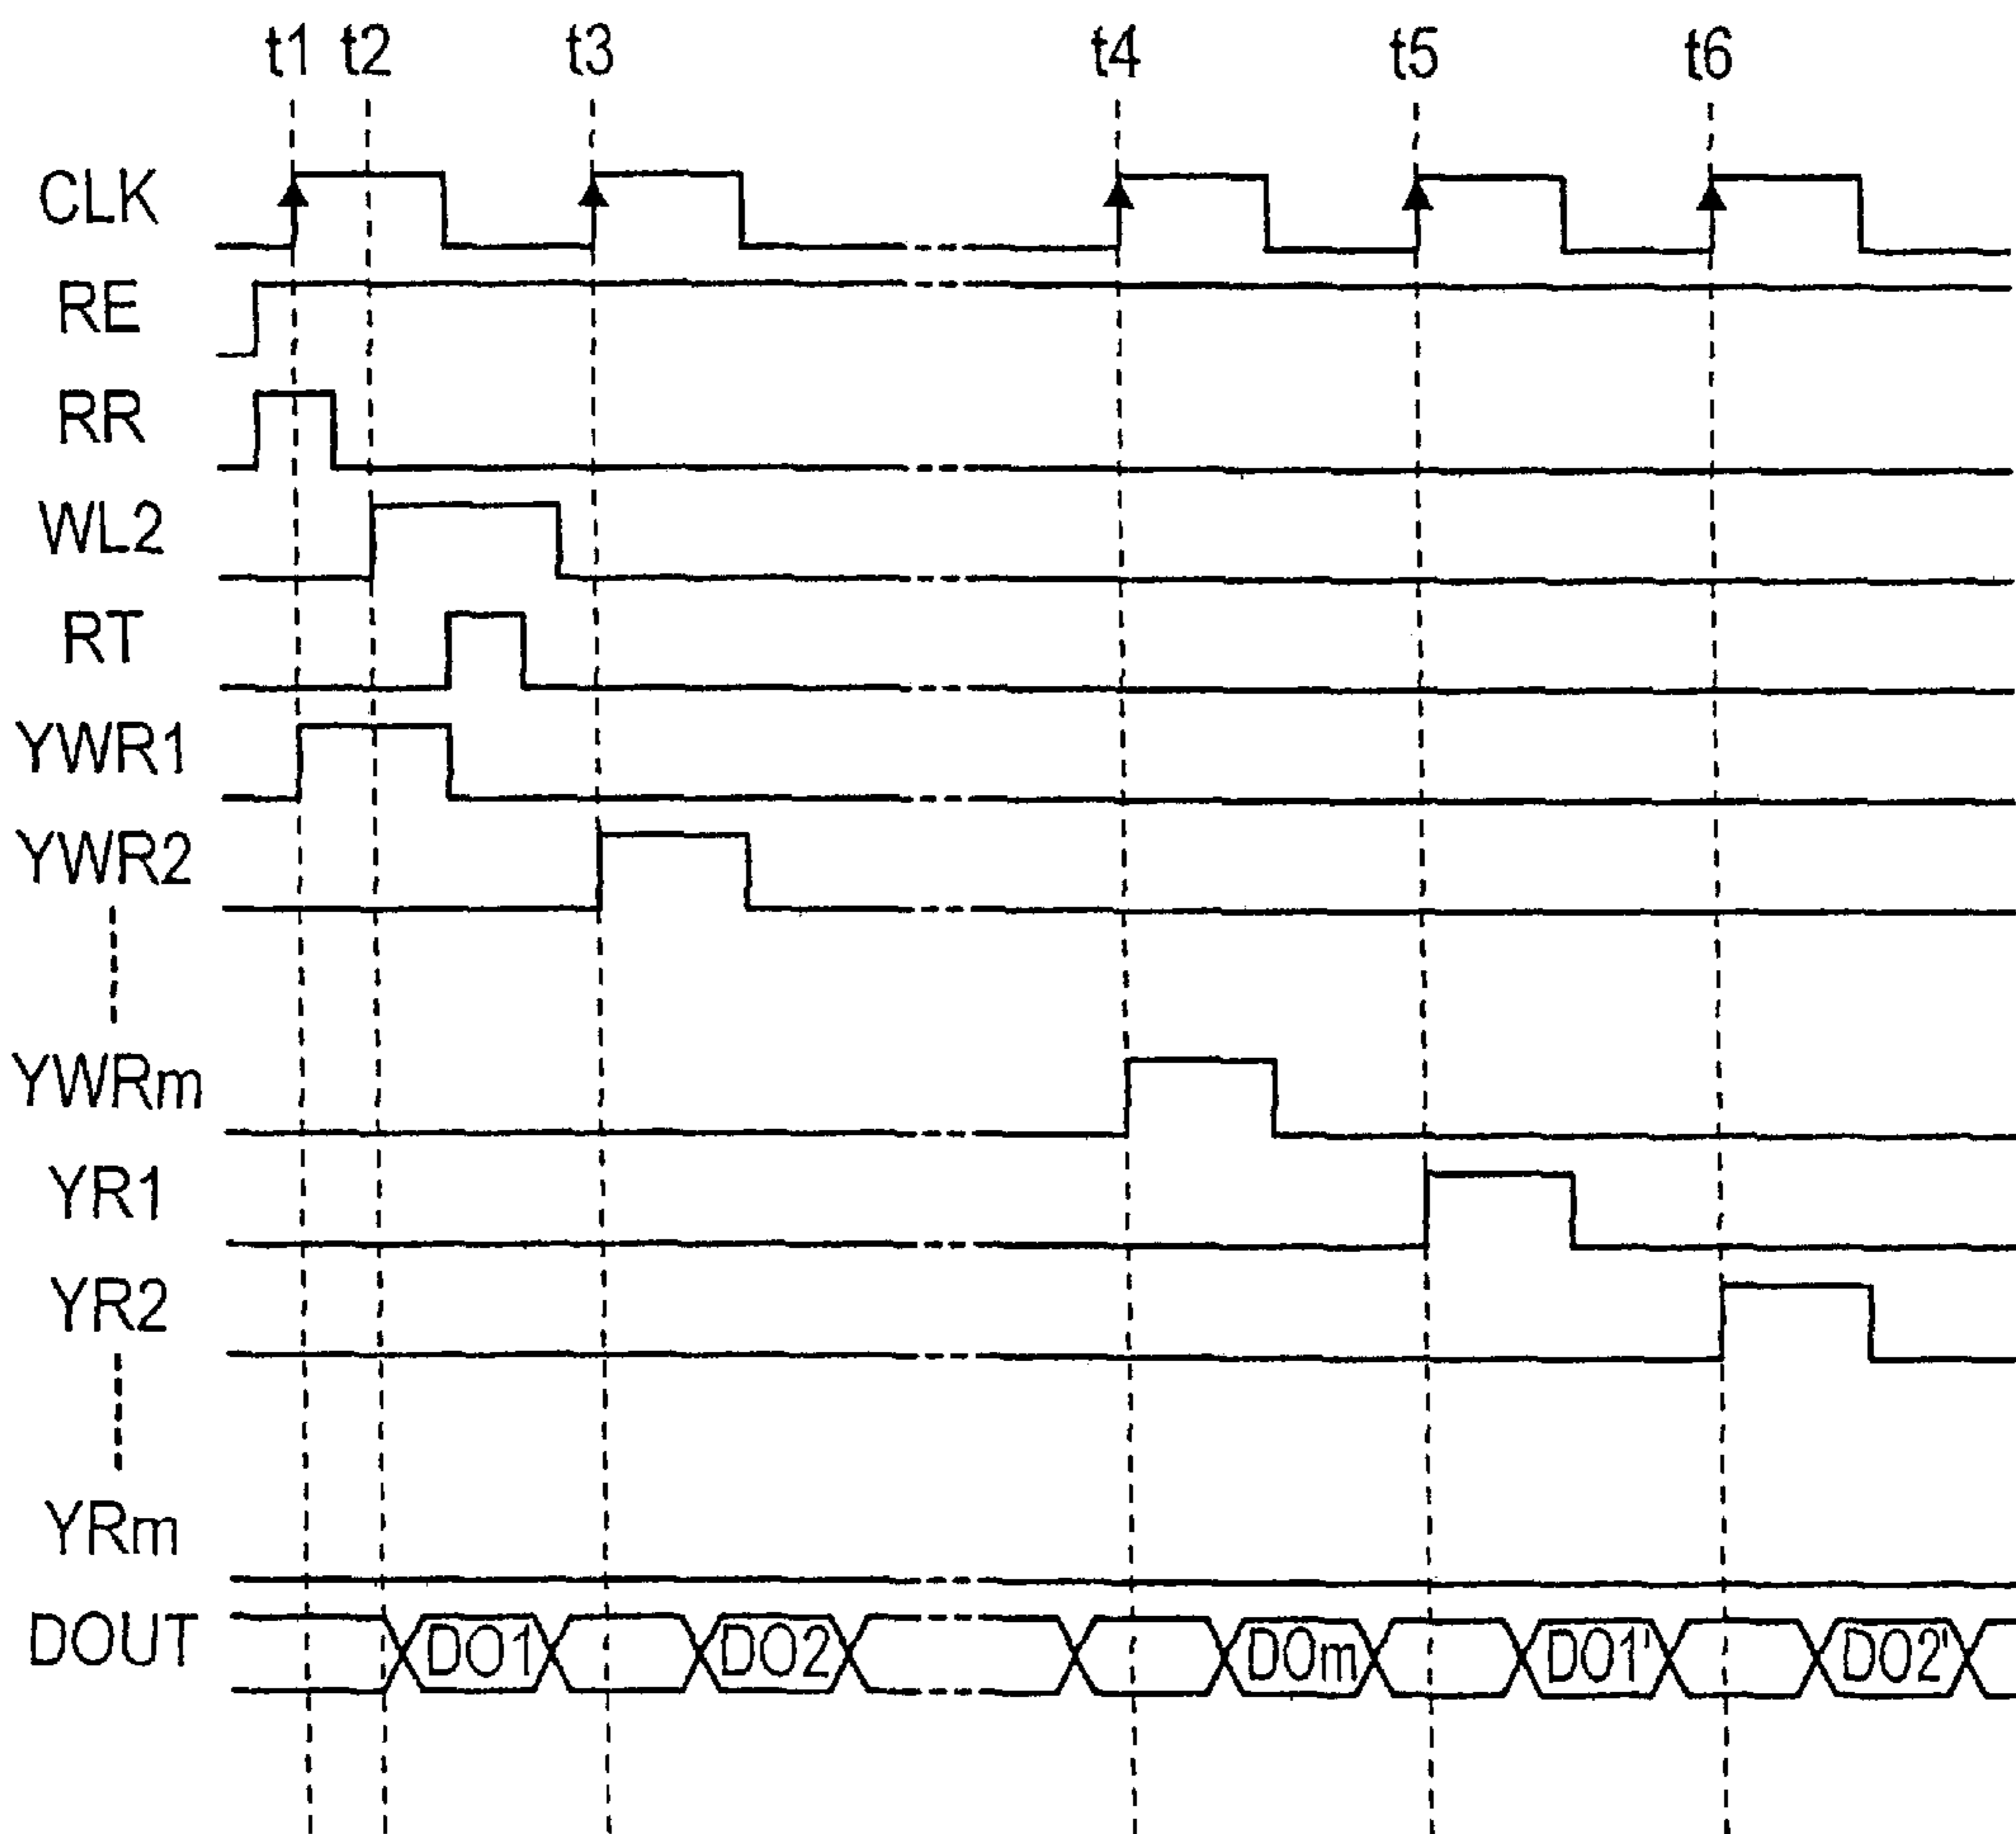 t1 t2 t3 t4 t5 t6
CLK
RE
RR
WL2
RT
YWR1
YWR2
YWRm
YR1
YR2
YRm
DOUT DO1 DO2 DOm DO1' DO2'